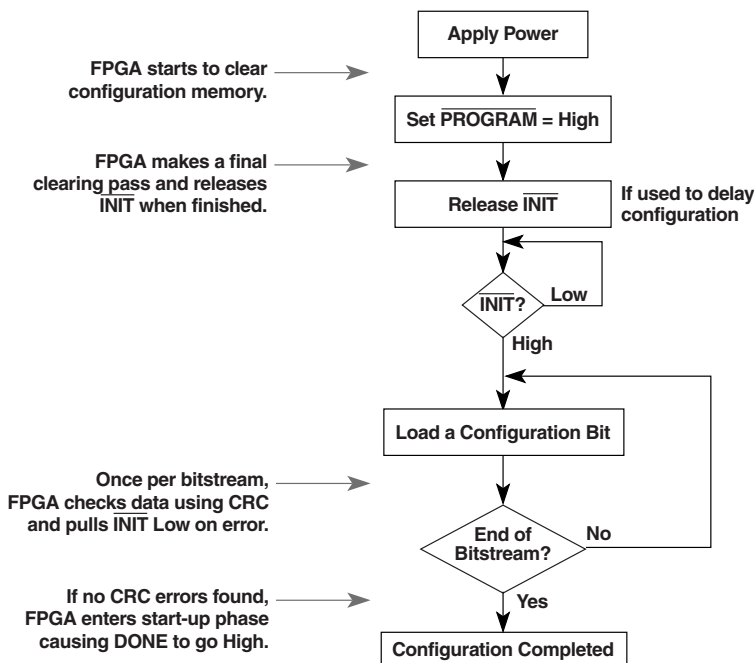 Apply Power
FPGA starts to clear
configuration memory.
Set PROGRAM = High
FPGA makes a final
clearing pass and releases
INIT when finished.
Release INIT
If used to delay
configuration
INIT?
Low
High
Load a Configuration Bit
Once per bitstream,
FPGA checks data using CRC
and pulls INIT Low on error.
End of
Bitstream?
No
Yes
If no CRC errors found,
FPGA enters start-up phase
causing DONE to go High.
Configuration Completed